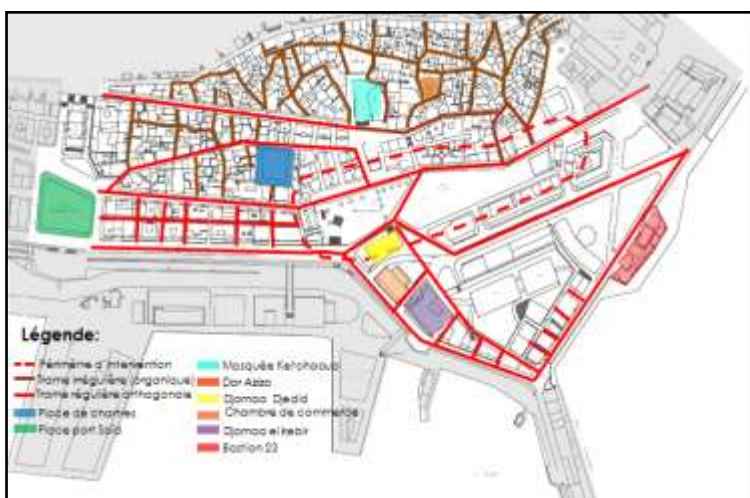 Légende:
Périmètre d'intervention
Trame irrégulière (organique)
Trame régulière orthogonale
Place de chartres
Place port Saïd
Mosquée Ketchaoua
Dar Aziza
Djamaa Djedid
Chambre de commerce
Djamaa el kebir
Bastion 23